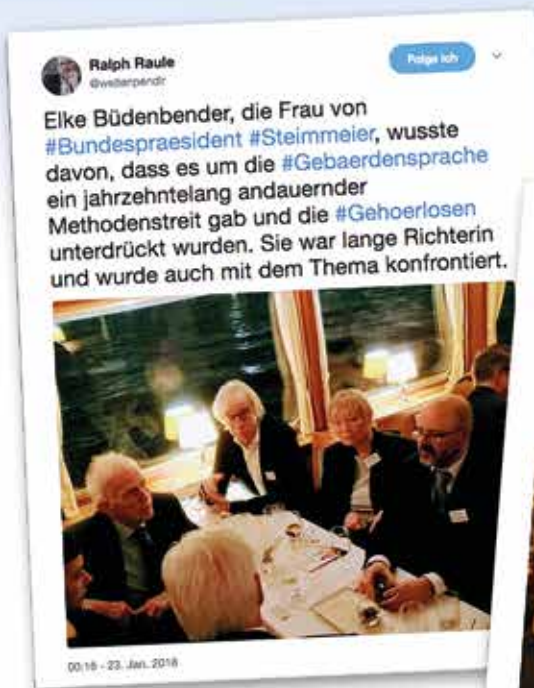 Ralph Raule
@weltenpendlr
Folge ich
Elke Büdenbender, die Frau von
#Bundespraesident #Steimmeier, wusste
davon, dass es um die #Gebaerdensprache
ein jahrzehntelang andauernder
Methodenstreit gab und die #Gehoerlosen
unterdrückt wurden. Sie war lange Richterin
und wurde auch mit dem Thema konfrontiert.
00:16 - 23. Jan. 2018